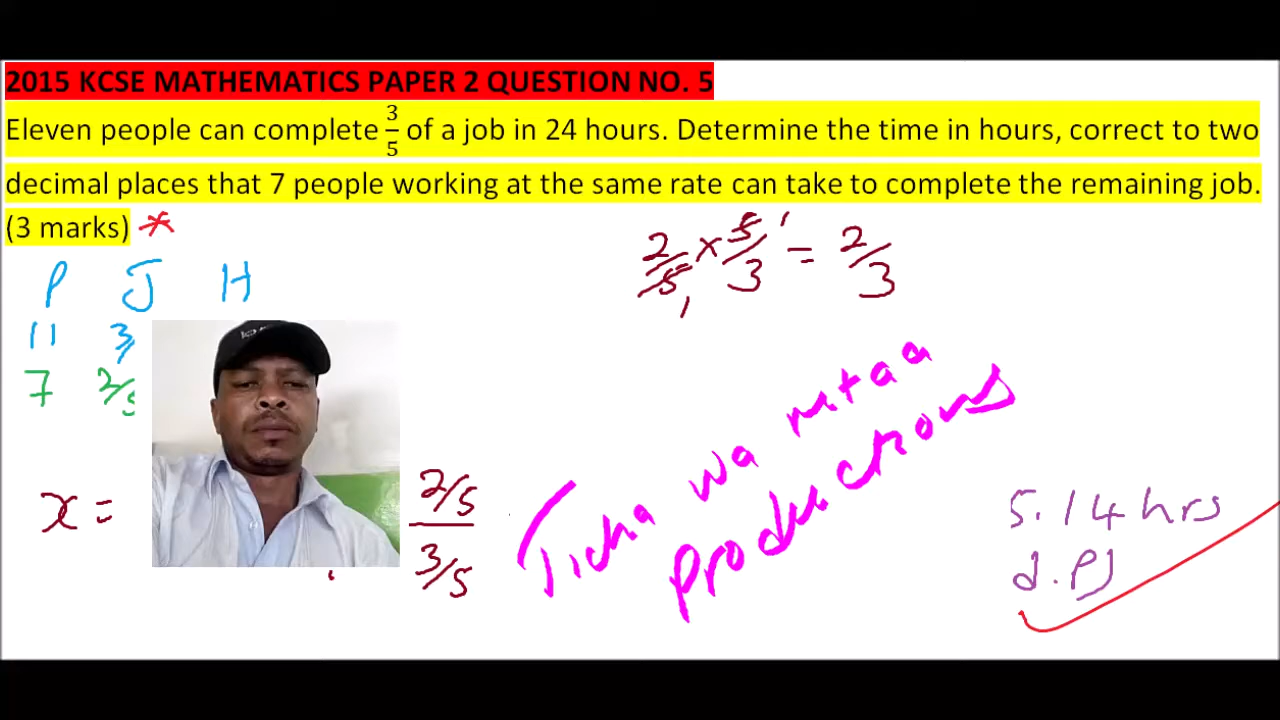 2015 KCSE MATHEMATICS PAPER 2 QUESTION NO. 5
Eleven people can complete 3/5 of a job in 24 hours. Determine the time in hours, correct to two
decimal places that 7 people working at the same rate can take to complete the remaining job.
(3 marks) *
2/5 × 5/3 = 2/3
1
1
P J H
11 3/
7 2/5
x =
2/5
3/5
Ticha wa mtaa
Productions
5.14 hrs
2.PJ